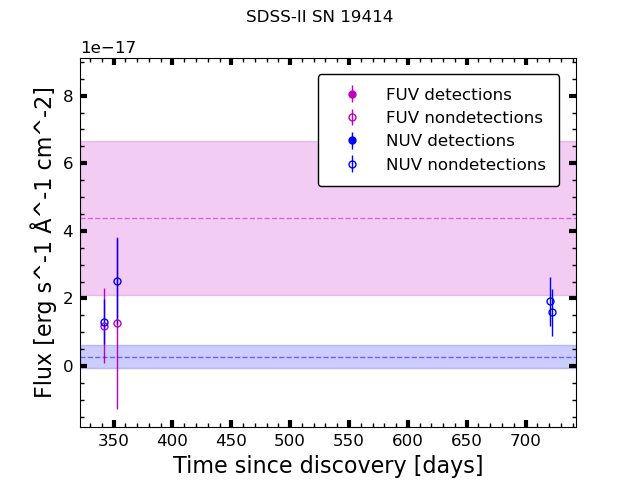 SDSS-II SN 19414
1e−17
FUV detections
FUV nondetections
NUV detections
NUV nondetections
8
6
4
2
0
Flux [erg s^-1 Å^-1 cm^-2]
350 400 450 500 550 600 650 700
Time since discovery [days]